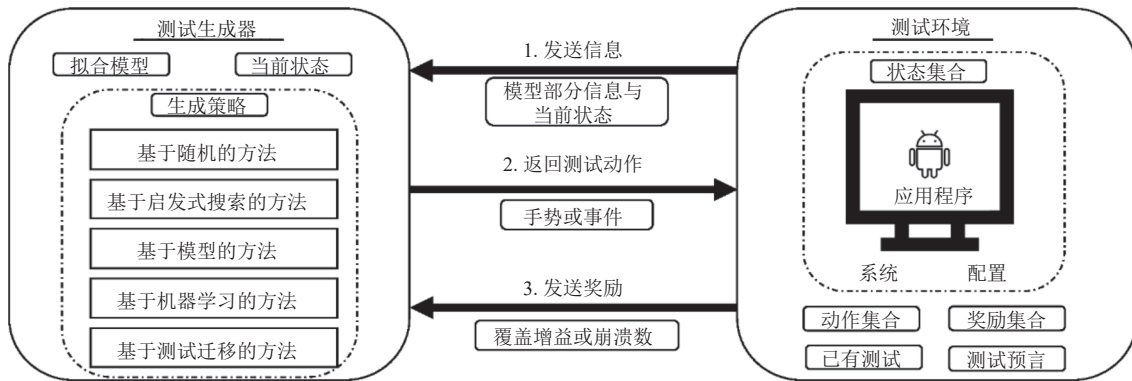 测试生成器
拟合模型
当前状态
生成策略
基于随机的方法
基于启发式搜索的方法
基于模型的方法
基于机器学习的方法
基于测试迁移的方法
1. 发送信息
模型部分信息与
当前状态
2. 返回测试动作
手势或事件
3. 发送奖励
覆盖增益或崩溃数
测试环境
状态集合
应用程序
系统
配置
动作集合
奖励集合
已有测试
测试预言